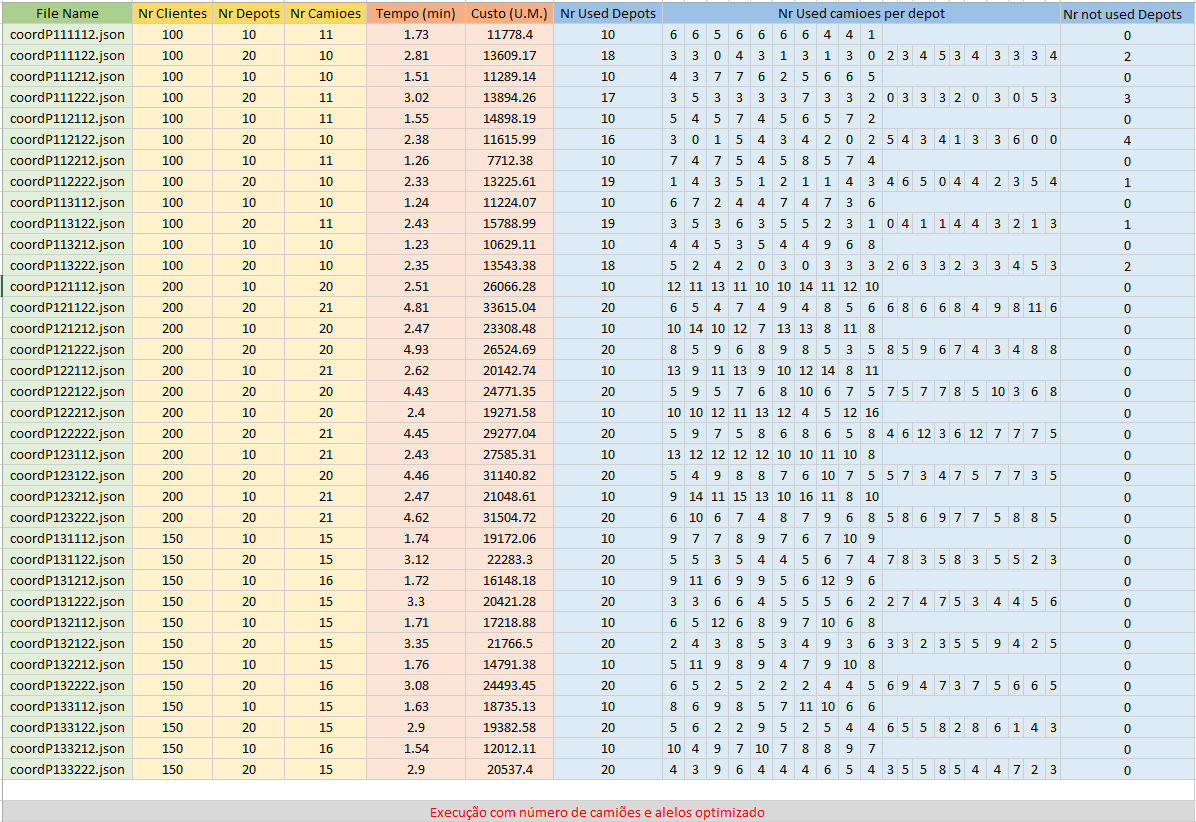 File Name Nr Clientes Nr Depots Nr Camioes Tempo (min) Custo (U.M.) Nr Used Depots Nr Used camioes per depot Nr not used Depots
coordP111112.json 100 10 11 1.73 11778.4 10 6 6 5 6 6 6 6 4 4 1 0
coordP111122.json 100 20 10 2.81 13609.17 18 3 3 0 4 3 1 3 1 3 0 2 3 4 5 3 4 3 3 3 4 2
coordP111212.json 100 10 10 1.51 11289.14 10 4 3 7 7 6 2 5 6 6 5 0
coordP111222.json 100 20 11 3.02 13894.26 17 3 5 3 3 3 3 7 3 3 2 0 3 3 3 2 0 3 0 5 3 3
coordP112112.json 100 10 11 1.55 14898.19 10 5 4 5 7 4 5 6 5 7 2 0
coordP112122.json 100 20 10 2.38 11615.99 16 3 0 1 5 4 3 4 2 0 2 5 4 3 4 1 3 3 6 0 0 4
coordP112212.json 100 10 11 1.26 7712.38 10 7 4 7 5 4 5 8 5 7 4 0
coordP112222.json 100 20 10 2.33 13225.61 19 1 4 3 5 1 2 1 1 4 3 4 6 5 0 4 4 2 3 5 4 1
coordP113112.json 100 10 10 1.24 11224.07 10 6 7 2 4 4 7 4 7 3 6 0
coordP113122.json 100 20 11 2.43 15788.99 19 3 5 3 6 3 5 5 2 3 1 0 4 1 1 4 4 3 2 1 3 1
coordP113212.json 100 10 10 1.23 10629.11 10 4 4 5 3 5 4 4 9 6 8 0
coordP113222.json 100 20 10 2.35 13543.38 18 5 2 4 2 0 3 0 3 3 3 2 6 3 3 2 3 3 4 5 3 2
coordP121112.json 200 10 20 2.51 26066.28 10 12 11 13 11 10 10 14 11 12 10 0
coordP121122.json 200 20 21 4.81 33615.04 20 6 5 4 7 4 9 4 8 5 6 6 8 6 6 8 4 9 8 11 6 0
coordP121212.json 200 10 20 2.47 23308.48 10 10 14 10 12 7 13 13 8 11 8 0
coordP121222.json 200 20 20 4.93 26524.69 20 8 5 9 6 8 9 8 5 3 5 8 5 9 6 7 4 3 4 8 8 0
coordP122112.json 200 10 21 2.62 20142.74 10 13 9 11 13 9 10 12 14 8 11 0
coordP122122.json 200 20 20 4.43 24771.35 20 5 9 5 7 6 8 10 6 7 5 7 5 7 7 8 5 10 3 6 8 0
coordP122212.json 200 10 20 2.4 19271.58 10 10 10 12 11 13 12 4 5 12 16 0
coordP122222.json 200 20 21 4.45 29277.04 20 5 9 7 5 8 6 8 6 5 8 4 6 12 3 6 12 7 7 7 5 0
coordP123112.json 200 10 21 2.43 27585.31 10 13 12 12 12 12 10 10 11 10 8 0
coordP123122.json 200 20 20 4.46 31140.82 20 5 4 9 8 8 7 6 10 7 5 5 7 3 4 7 5 7 7 3 5 0
coordP123212.json 200 10 21 2.47 21048.61 10 9 14 11 15 13 10 16 11 8 10 0
coordP123222.json 200 20 21 4.62 31504.72 20 6 10 6 7 4 8 7 9 6 8 5 8 6 9 7 7 5 8 8 5 0
coordP131112.json 150 10 15 1.74 19172.06 10 9 7 7 8 9 7 6 7 10 9 0
coordP131122.json 150 20 15 3.12 22283.3 20 5 5 3 5 4 4 5 6 7 4 7 8 3 5 8 3 5 5 2 3 0
coordP131212.json 150 10 16 1.72 16148.18 10 9 11 6 9 9 5 6 12 9 6 0
coordP131222.json 150 20 15 3.3 20421.28 20 3 3 6 6 4 5 5 5 6 2 2 7 4 7 5 3 4 4 5 6 0
coordP132112.json 150 10 15 1.71 17218.88 10 6 5 12 6 8 9 7 10 6 8 0
coordP132122.json 150 20 15 3.35 21766.5 20 2 4 3 8 5 3 4 9 3 6 3 3 2 3 5 5 9 4 2 5 0
coordP132212.json 150 10 15 1.76 14791.38 10 5 11 9 8 9 4 7 9 10 8 0
coordP132222.json 150 20 16 3.08 24493.45 20 6 5 2 5 2 2 2 4 4 5 6 9 4 7 3 7 5 6 6 5 0
coordP133112.json 150 10 15 1.63 18735.13 10 8 6 9 8 5 7 11 10 6 6 0
coordP133122.json 150 20 15 2.9 19382.58 20 5 6 2 2 9 5 2 5 4 4 6 5 5 8 2 8 6 1 4 3 0
coordP133212.json 150 10 16 1.54 12012.11 10 10 4 9 7 10 7 8 8 9 7 0
coordP133222.json 150 20 15 2.9 20537.4 20 4 3 9 6 4 4 4 6 5 4 3 5 5 8 5 4 4 7 2 3 0
Execução com número de camiões e alelos optimizado